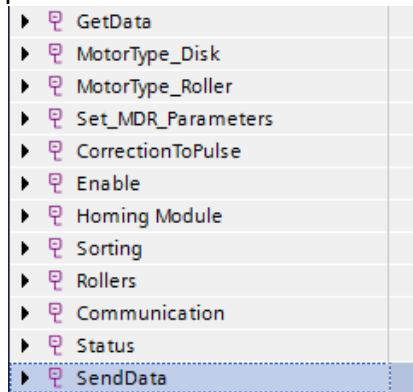 GetData
MotorType_Disk
MotorType_Roller
Set_MDR_Parameters
CorrectionToPulse
Enable
Homing Module
Sorting
Rollers
Communication
Status
SendData